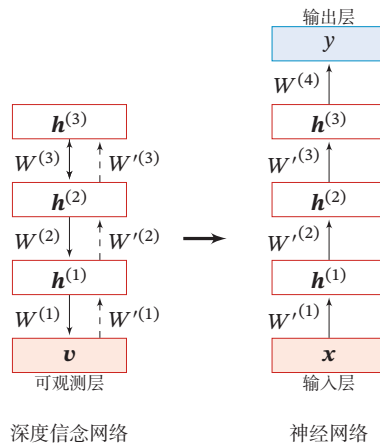 输出层
y
W^(4)
h^(3)
h^(3)
W^(3)
W′^(3)
W′^(3)
h^(2)
h^(2)
W^(2)
W′^(2)
W′^(2)
h^(1)
h^(1)
W^(1)
W′^(1)
W′^(1)
v
x
可观测层
输入层
深度信念网络
神经网络